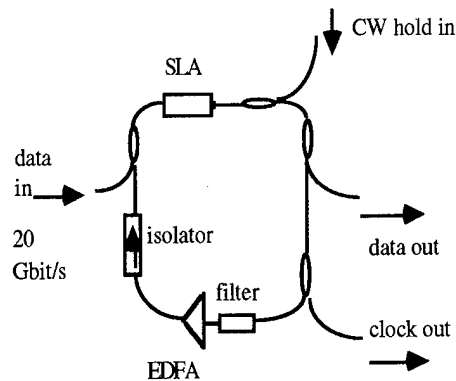 CW hold in
SLA
data
in
20
Gbit/s
isolator
data out
filter
clock out
EDFA